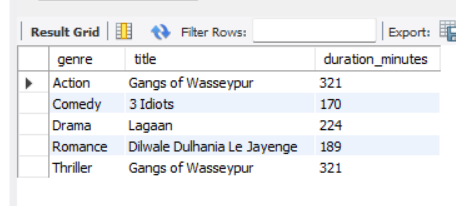 Result Grid Filter Rows: Export:
genre title duration_minutes
Action Gangs of Wasseypur 321
Comedy 3 Idiots 170
Drama Lagaan 224
Romance Dilwale Dulhania Le Jayenge 189
Thriller Gangs of Wasseypur 321